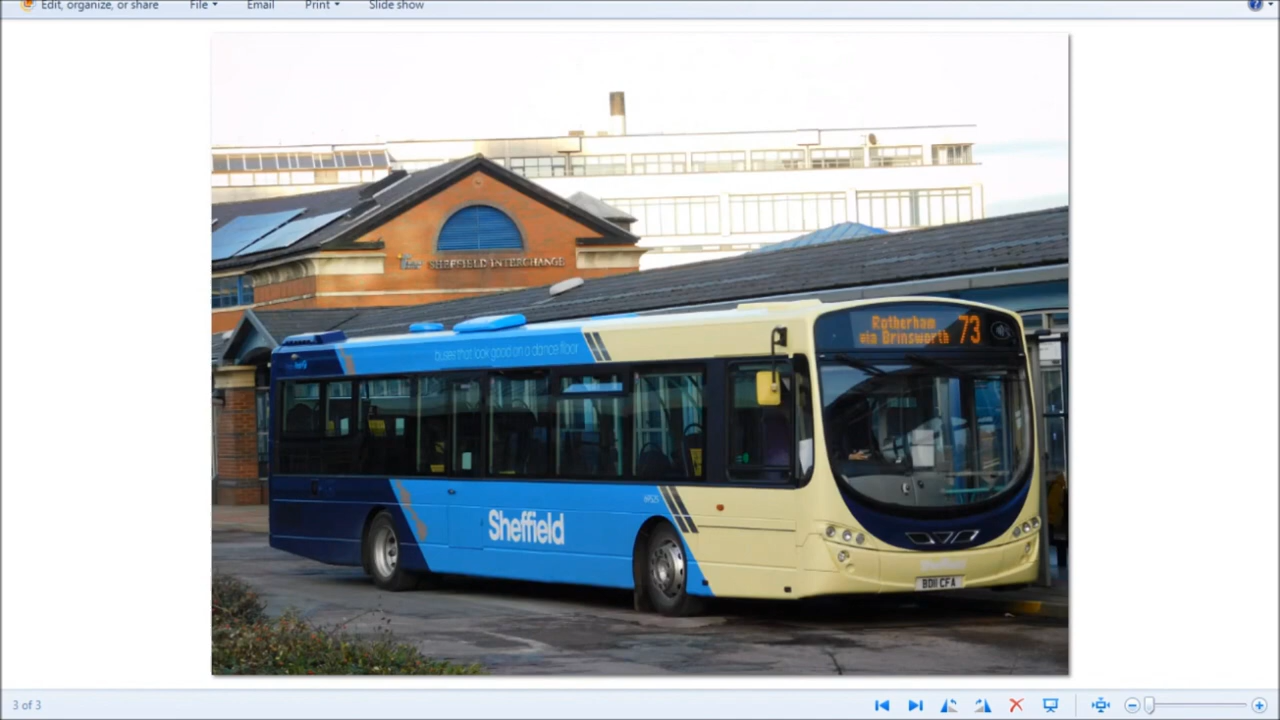 Edit, organize, or share File Email Print Slide show
SHEFFIELD INTERCHANGE
Rotherham
via Brinsworth 73
buses that look good on a dance floor
Sheffield
BD11 CFA
3 of 3